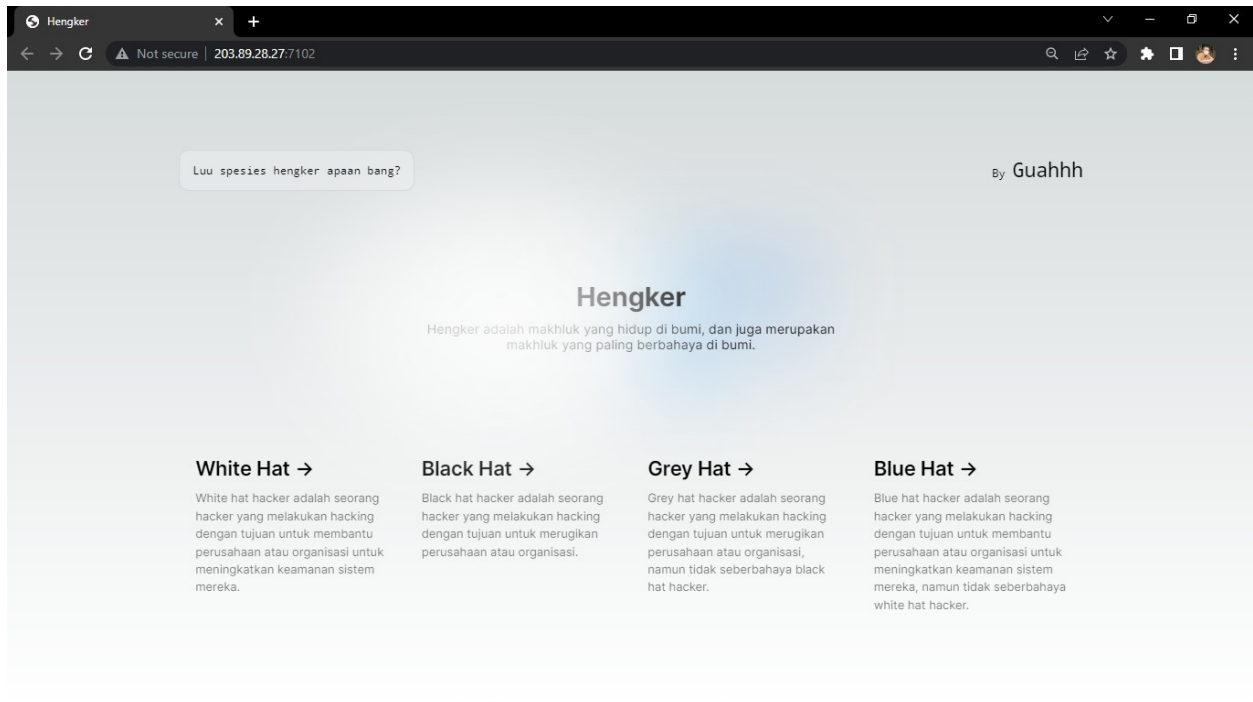 Hengker
Not secure | 203.89.28.27:7102
Luu spesies hengker apaan bang?
By Guahhh
Hengker
Hengker adalah makhluk yang hidup di bumi, dan juga merupakan
makhluk yang paling berbahaya di bumi.
White Hat →
White hat hacker adalah seorang
hacker yang melakukan hacking
dengan tujuan untuk membantu
perusahaan atau organisasi untuk
meningkatkan keamanan sistem
mereka.
Black Hat →
Black hat hacker adalah seorang
hacker yang melakukan hacking
dengan tujuan untuk merugikan
perusahaan atau organisasi.
Grey Hat →
Grey hat hacker adalah seorang
hacker yang melakukan hacking
dengan tujuan untuk merugikan
perusahaan atau organisasi,
namun tidak seberbahaya black
hat hacker.
Blue Hat →
Blue hat hacker adalah seorang
hacker yang melakukan hacking
dengan tujuan untuk membantu
perusahaan atau organisasi untuk
meningkatkan keamanan sistem
mereka, namun tidak seberbahaya
white hat hacker.